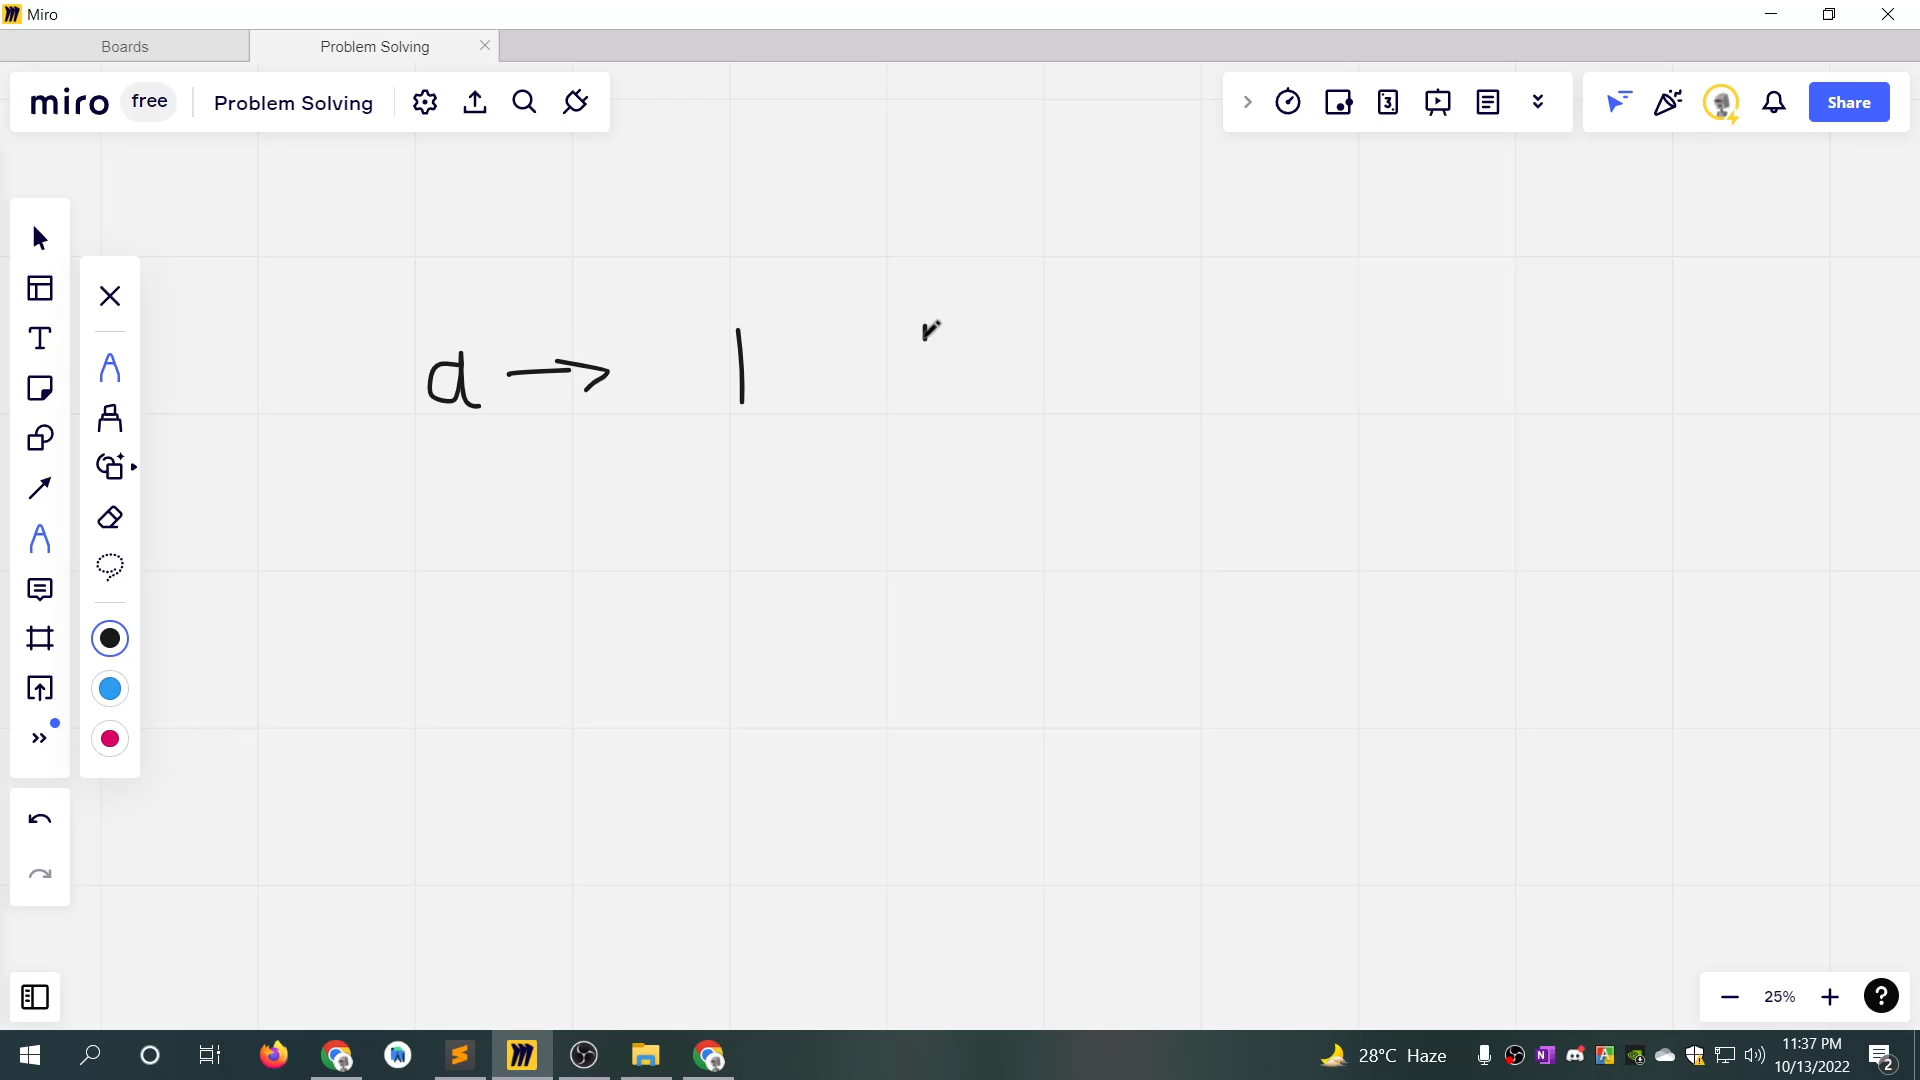 Miro
Boards Problem Solving
miro free Problem Solving Share
a → 1
25%
28°C Haze
11:37 PM
10/13/2022
2